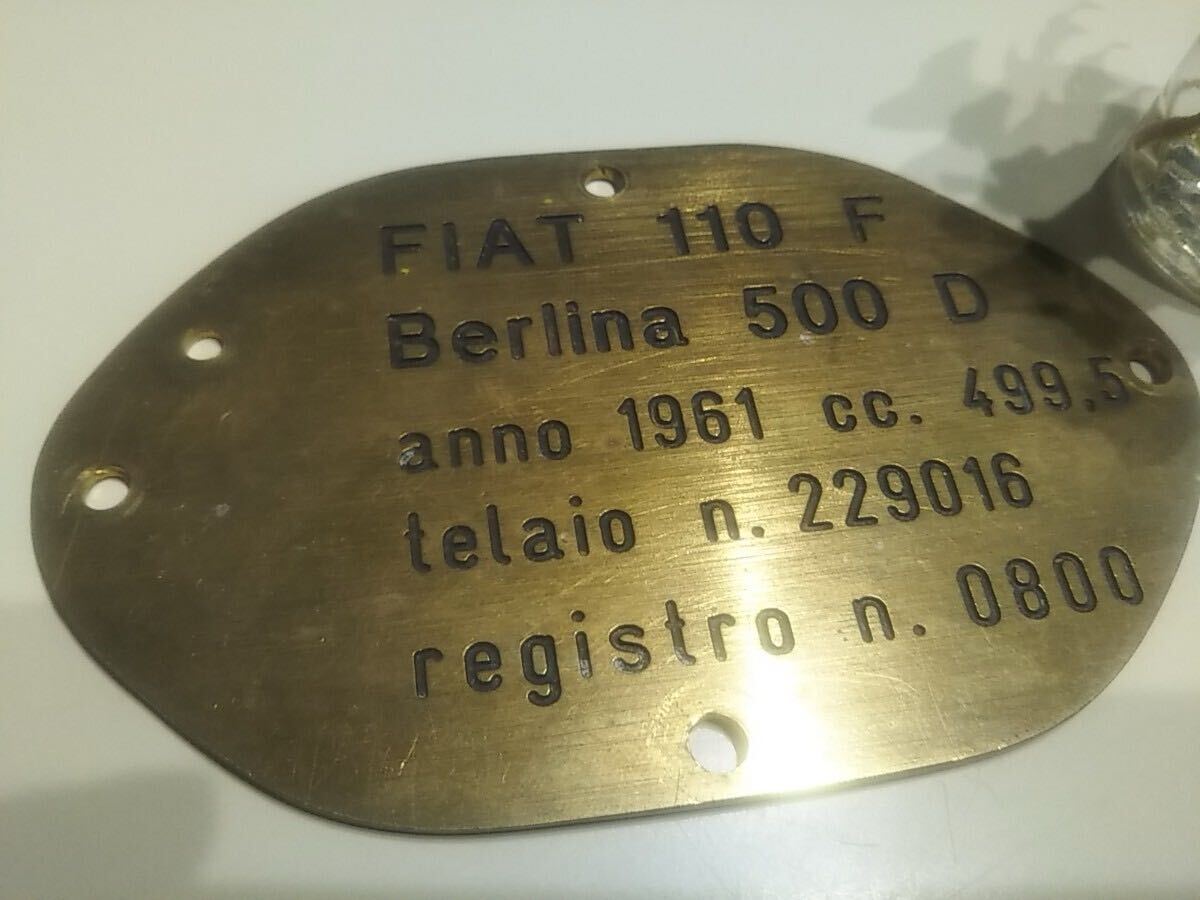 FIAT 110 F
Berlina 500 D
anno 1961 cc. 499,5
telaio n. 229016
registro n. 0800